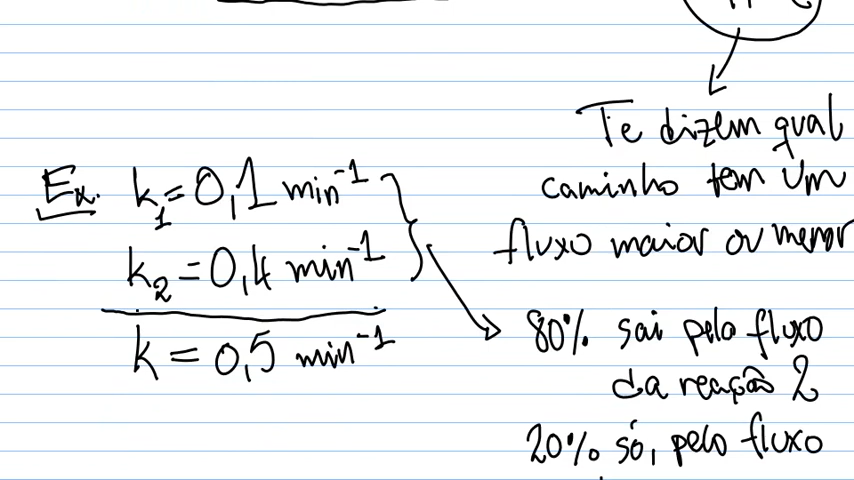 Te dizem qual
caminho tem um
fluxo maior ou menor
Ex. k₁ = 0,1 min⁻¹
k₂ = 0,4 min⁻¹
k = 0,5 min⁻¹
80% sai pelo fluxo
da reação 2
20% só, pelo fluxo